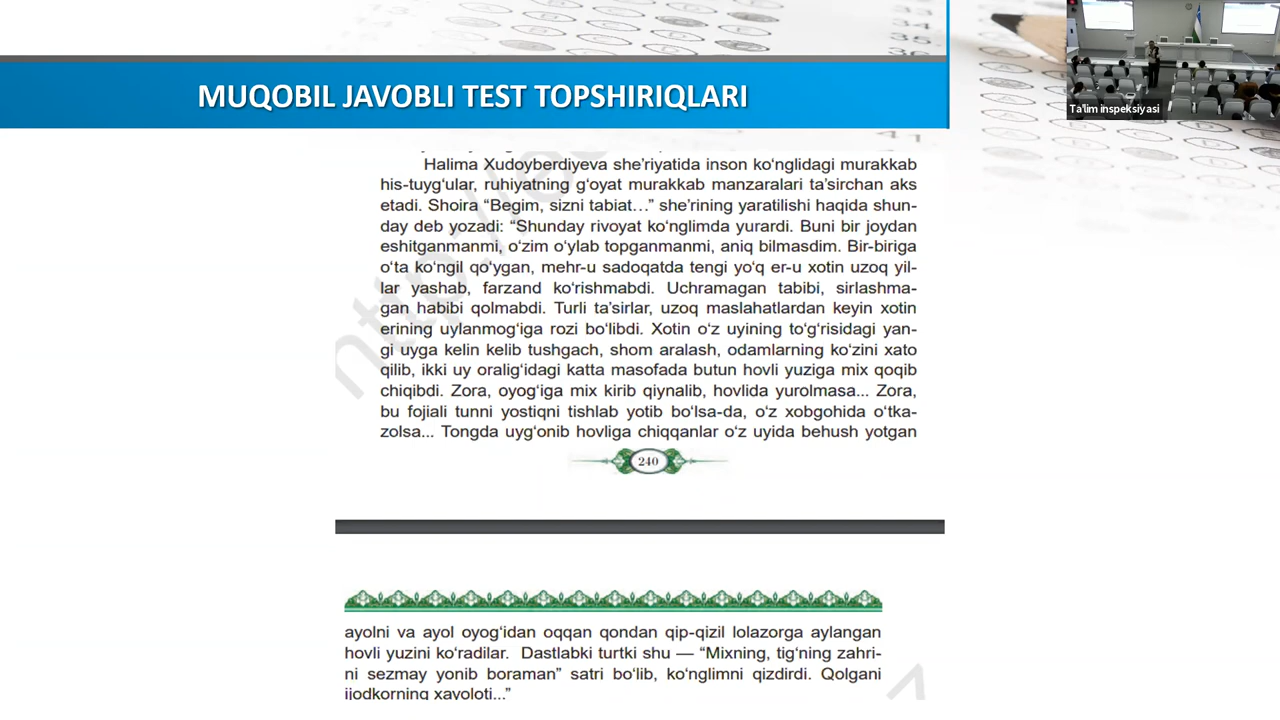 MUQOBIL JAVOBLI TEST TOPSHIRIQLARI
Ta'lim inspeksiyasi
Halima Xudoyberdiyeva she’riyatida inson ko‘nglidagi murakkab
his-tuyg‘ular, ruhiyatning g‘oyat murakkab manzaralari ta’sirchan aks
etadi. Shoira “Begim, sizni tabiat…” she’rining yaratilishi haqida shun-
day deb yozadi: “Shunday rivoyat ko‘nglimda yurardi. Buni bir joydan
eshitganmanmi, o‘zim o‘ylab topganmanmi, aniq bilmasdim. Bir-biriga
o‘ta ko‘ngil qo‘ygan, mehr-u sadoqatda tengi yo‘q er-u xotin uzoq yil-
lar yashab, farzand ko‘rishmabdi. Uchramagan tabibi, sirlashma-
gan habibi qolmabdi. Turli ta’sirlar, uzoq maslahatlardan keyin xotin
erining uylanmog‘iga rozi bo‘libdi. Xotin o‘z uyining to‘g‘risidagi yan-
gi uyga kelin kelib tushgach, shom aralash, odamlarning ko‘zini xato
qilib, ikki uy oralig‘idagi katta masofada butun hovli yuziga mix qoqib
chiqibdi. Zora, oyog‘iga mix kirib qiynalib, hovlida yurolmasa... Zora,
bu fojiali tunni yostiqni tishlab yotib bo‘lsa-da, o‘z xobgohida o‘tka-
zolsa... Tongda uyg‘onib hovliga chiqqanlar o‘z uyida behush yotgan
240
ayolni va ayol oyog‘idan oqqan qondan qip-qizil lolazorga aylangan
hovli yuzini ko‘radilar. Dastlabki turtki shu — “Mixning, tig‘ning zahri-
ni sezmay yonib boraman” satri bo‘lib, ko‘nglimni qizdirdi. Qolgani
ijodkorning xayoloti...”